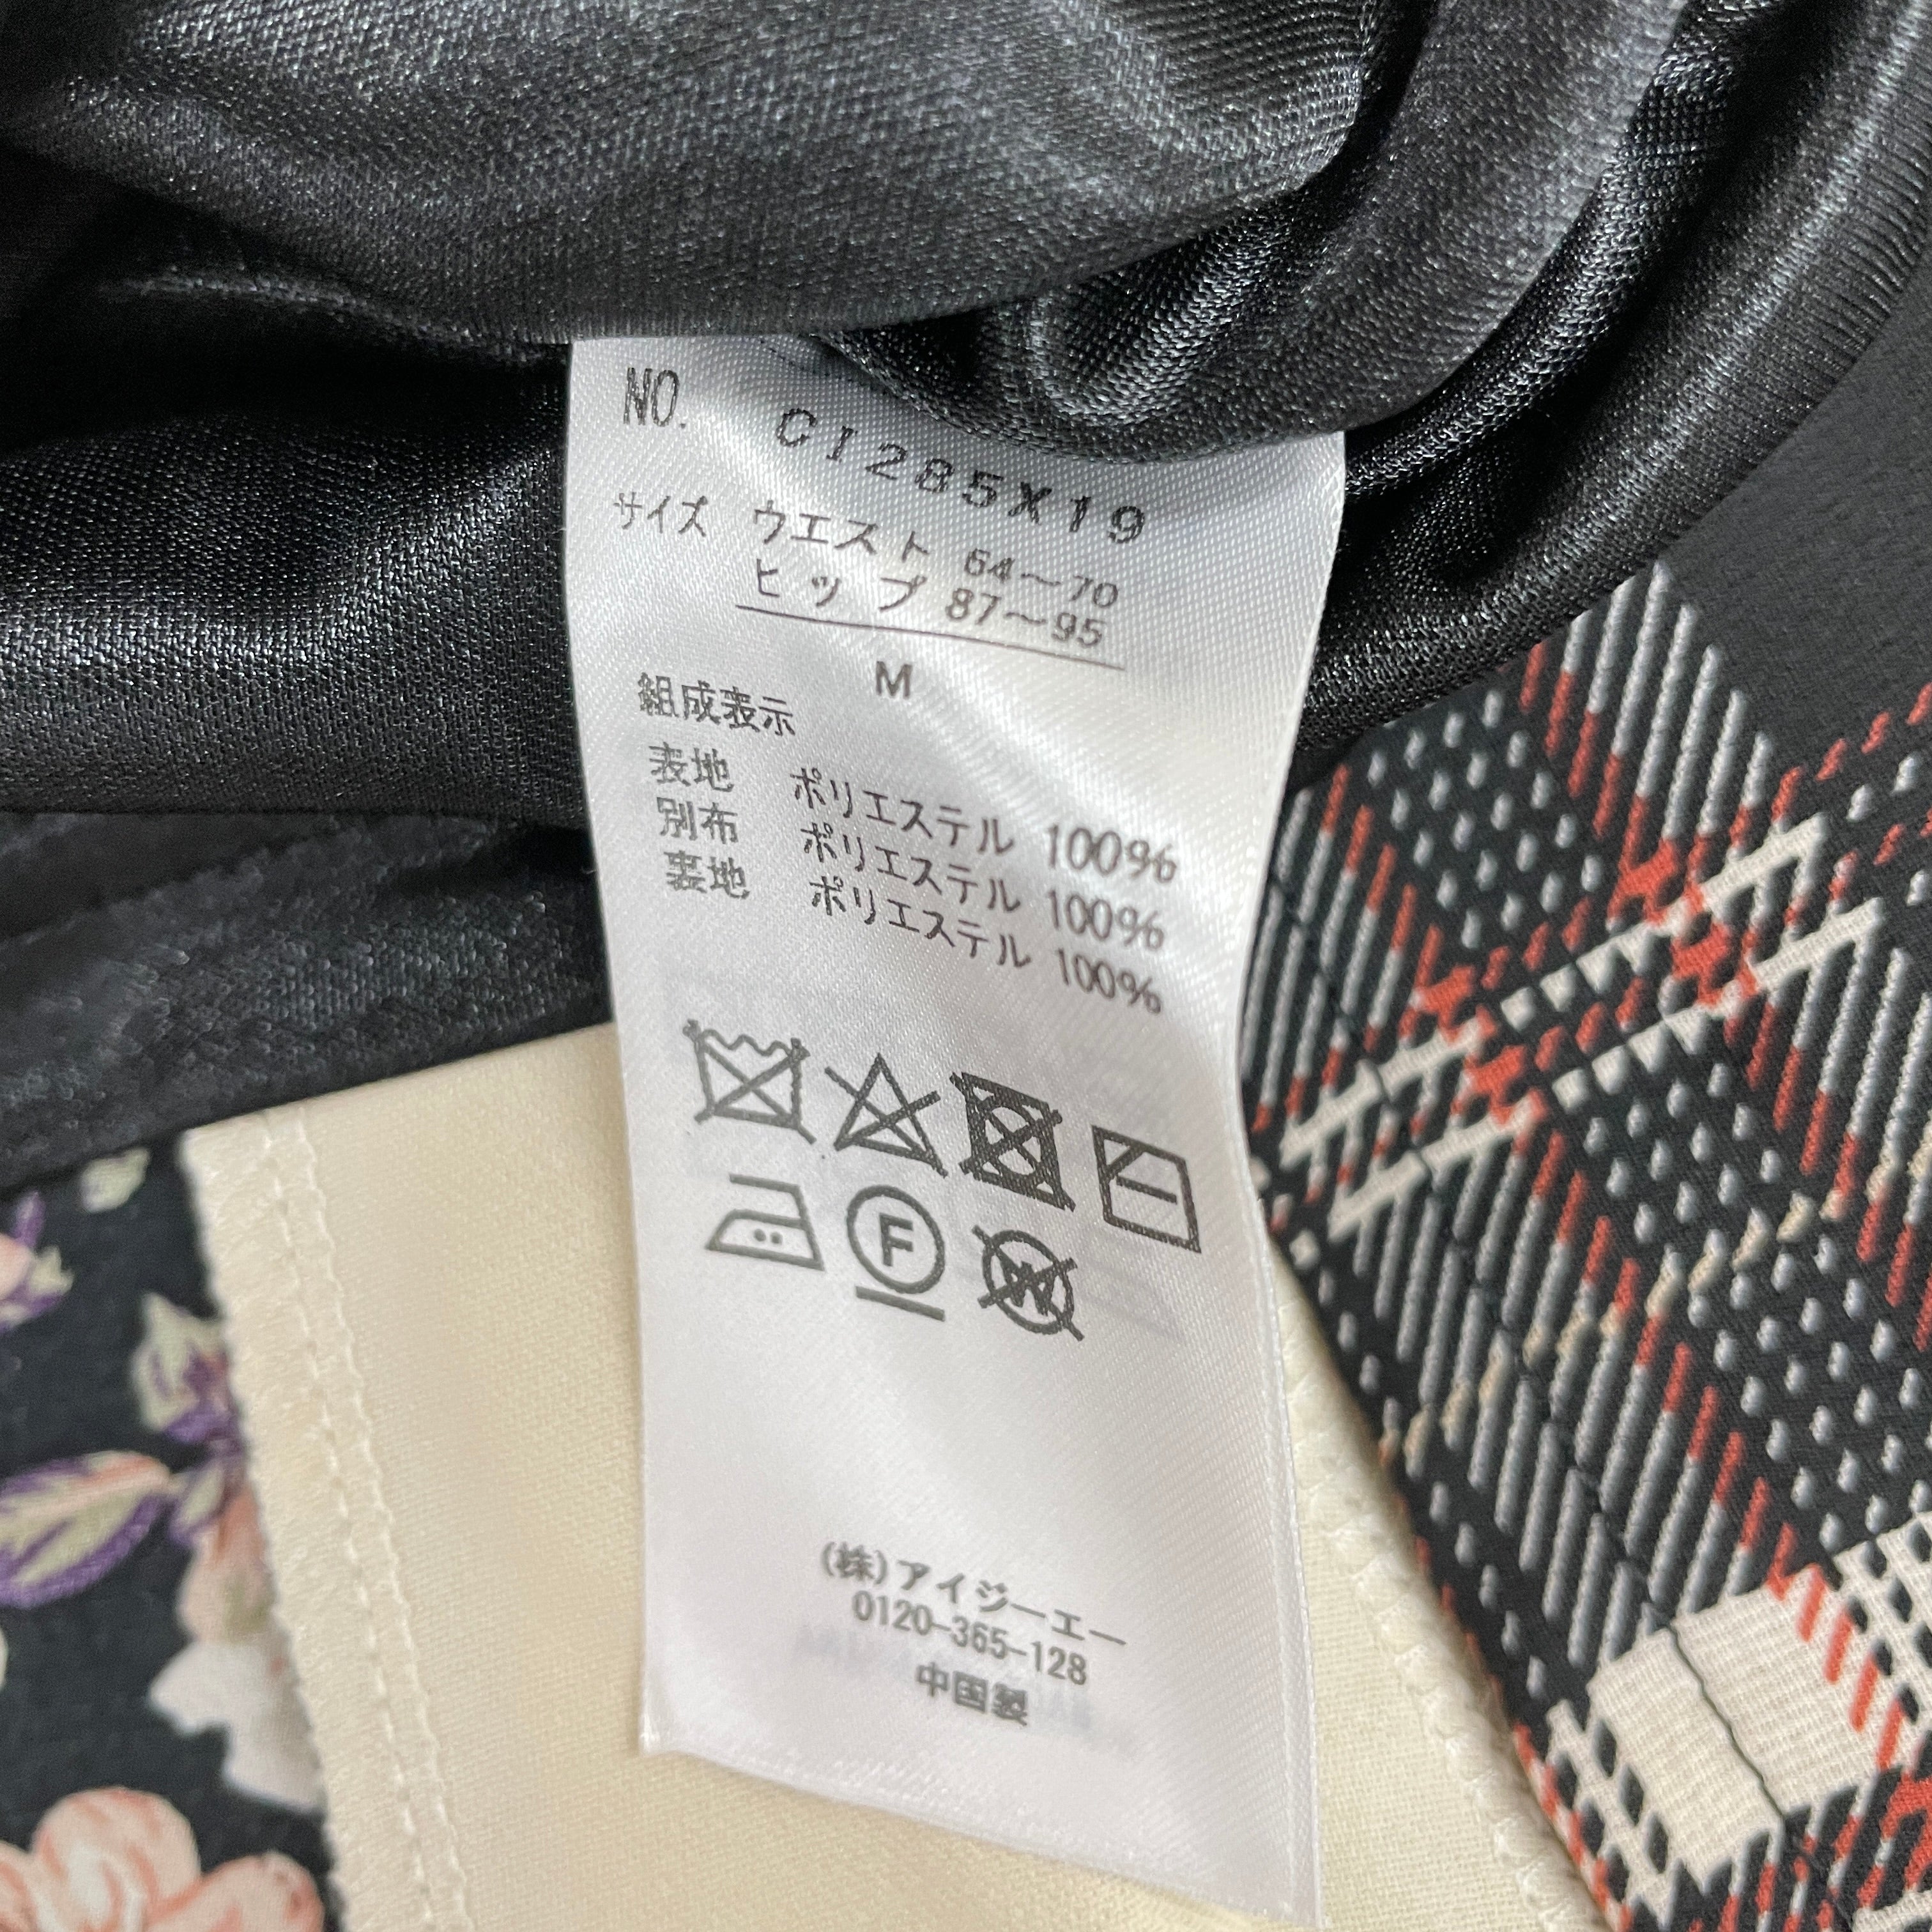 NO. CI285X19
サイズ ウエスト 64～70
ヒップ 87～95
M
組成表示
表地 ポリエステル 100%
別布 ポリエステル 100%
裏地 ポリエステル 100%
F W
(株)アイジーエー
0120-365-128
中国製